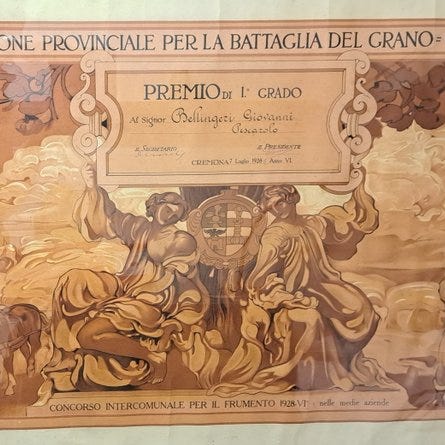 ONE PROVINCIALE PER LA BATTAGLIA DEL GRANO=
PREMIO DI I° GRADO
Al Signor Bellingeri Giovanni
Pescarolo
IL SEGRETARIO IL PRESIDENTE
CREMONA 7 Luglio 1928 : Anno VI
CONCORSO INTERCOMUNALE PER IL FRUMENTO 1928-VI° : nelle medie aziende